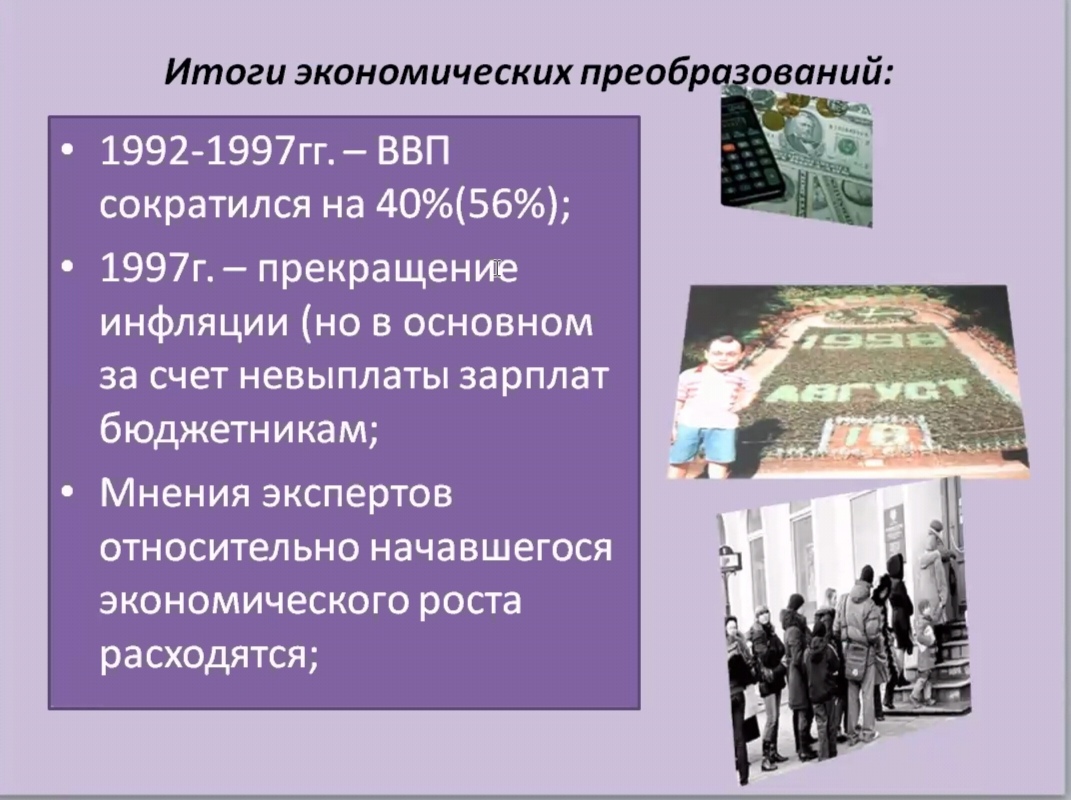 Итоги экономических преобразований:
• 1992-1997гг. – ВВП
сократился на 40%(56%);
• 1997г. – прекращение
инфляции (но в основном
за счет невыплаты зарплат
бюджетникам;
• Мнения экспертов
относительно начавшегося
экономического роста
расходятся;
1998
АВГУСТ
18